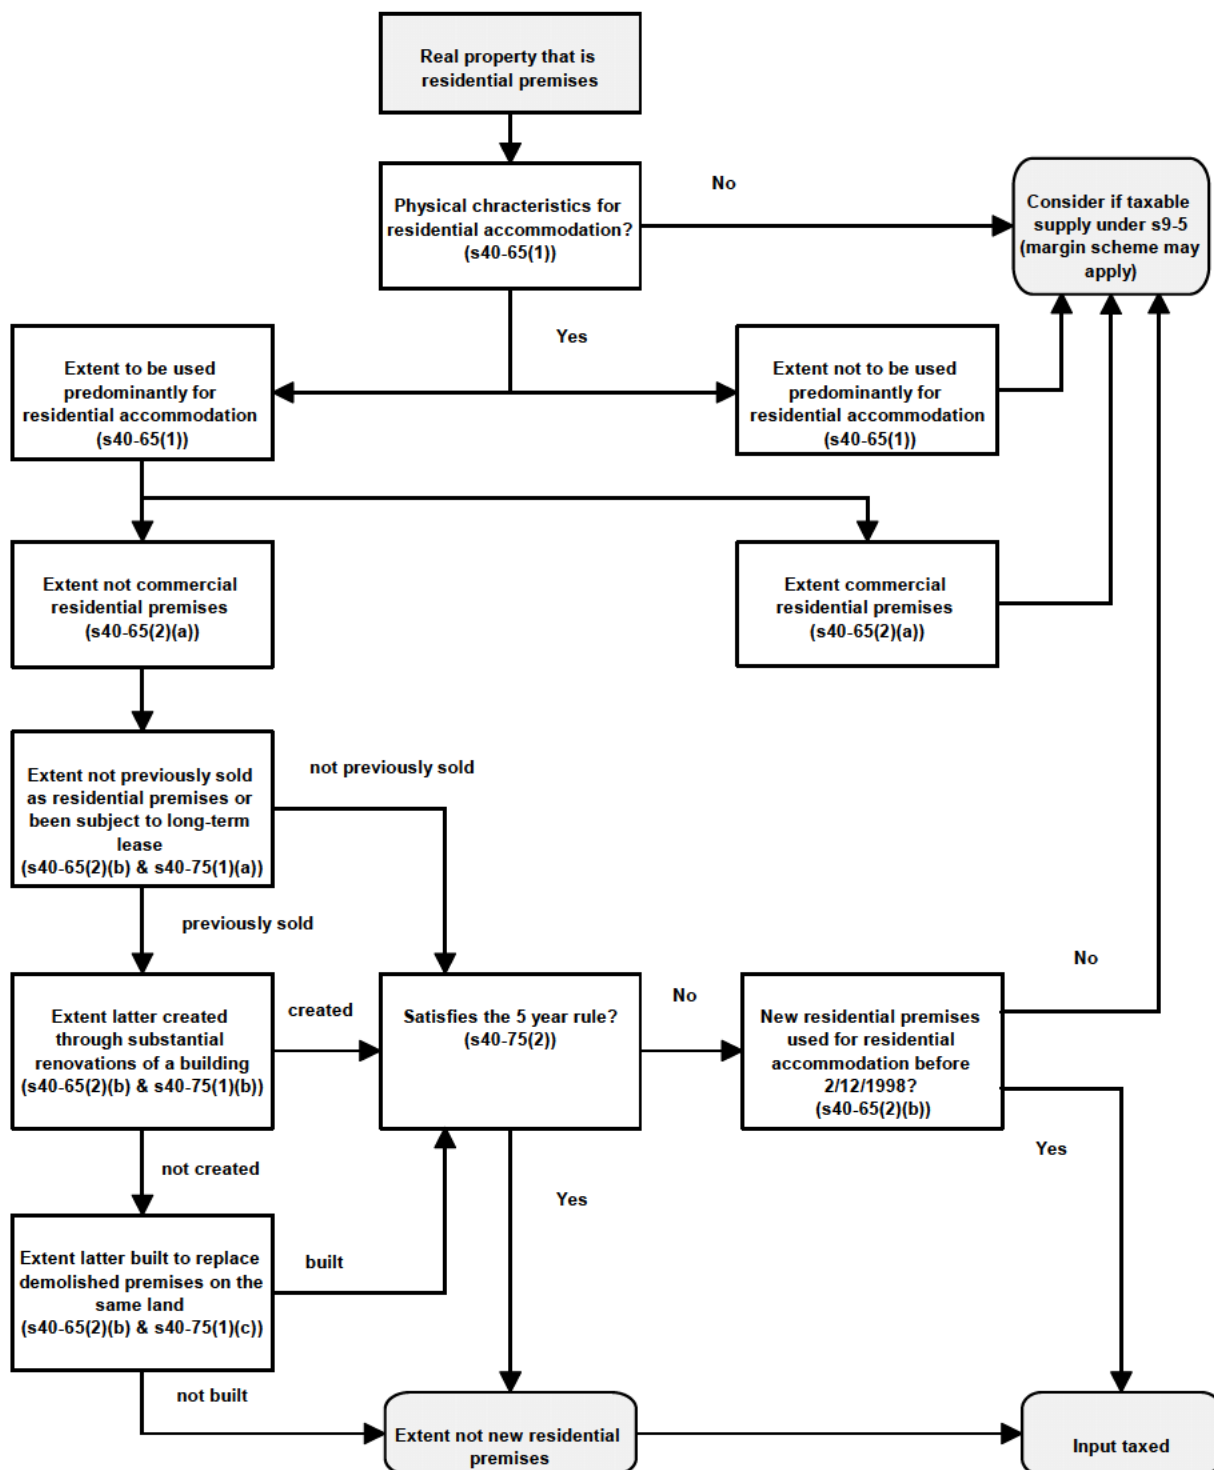 Real property that is
residential premises
Physical chracteristics for
residential accommodation?
(s40-65(1))
No
Consider if taxable
supply under s9-5
(margin scheme may
apply)
Yes
Extent to be used
predominantly for
residential accommodation
(s40-65(1))
Extent not to be used
predominantly for
residential accommodation
(s40-65(1))
Extent not commercial
residential premises
(s40-65(2)(a))
Extent commercial
residential premises
(s40-65(2)(a))
Extent not previously sold
as residential premises or
been subject to long-term
lease
(s40-65(2)(b) & s40-75(1)(a))
not previously sold
previously sold
Extent latter created
through substantial
renovations of a building
(s40-65(2)(b) & s40-75(1)(b))
created
Satisfies the 5 year rule?
(s40-75(2))
No
New residential premises
used for residential
accommodation before
2/12/1998?
(s40-65(2)(b))
No
Yes
not created
Yes
Extent latter built to replace
demolished premises on the
same land
(s40-65(2)(b) & s40-75(1)(c))
built
not built
Extent not new residential
premises
Input taxed